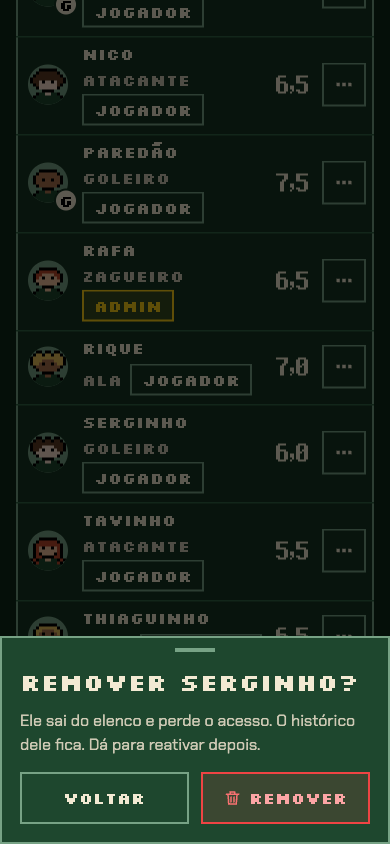 JOGADOR
NICO
ATACANTE
6,5
...
JOGADOR
PAREDÃO
GOLEIRO
7,5
...
G
JOGADOR
RAFA
ZAGUEIRO
6,5
...
ADMIN
RIQUE
ALA JOGADOR
7,0
...
SERGINHO
GOLEIRO
6,0
...
JOGADOR
TAVINHO
ATACANTE
5,5
...
JOGADOR
THIAGUINHO
6,5
REMOVER SERGINHO?
Ele sai do elenco e perde o acesso. O histórico
dele fica. Dá para reativar depois.
VOLTAR
REMOVER